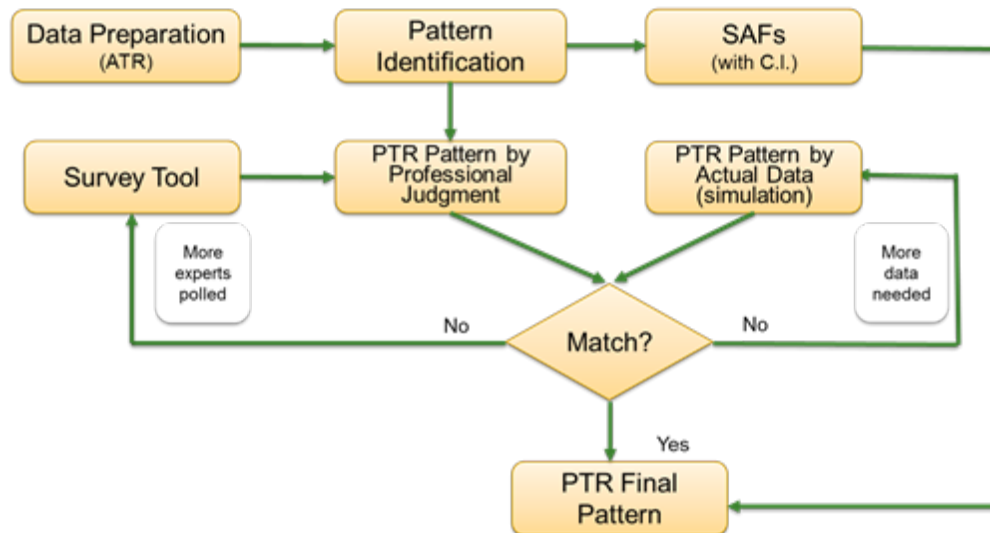 Data Preparation
(ATR)
Pattern
Identification
SAFs
(with C.I.)
Survey Tool
PTR Pattern by
Professional
Judgment
PTR Pattern by
Actual Data
(simulation)
More
experts
polled
More
data
needed
No
Match?
No
Yes
PTR Final
Pattern